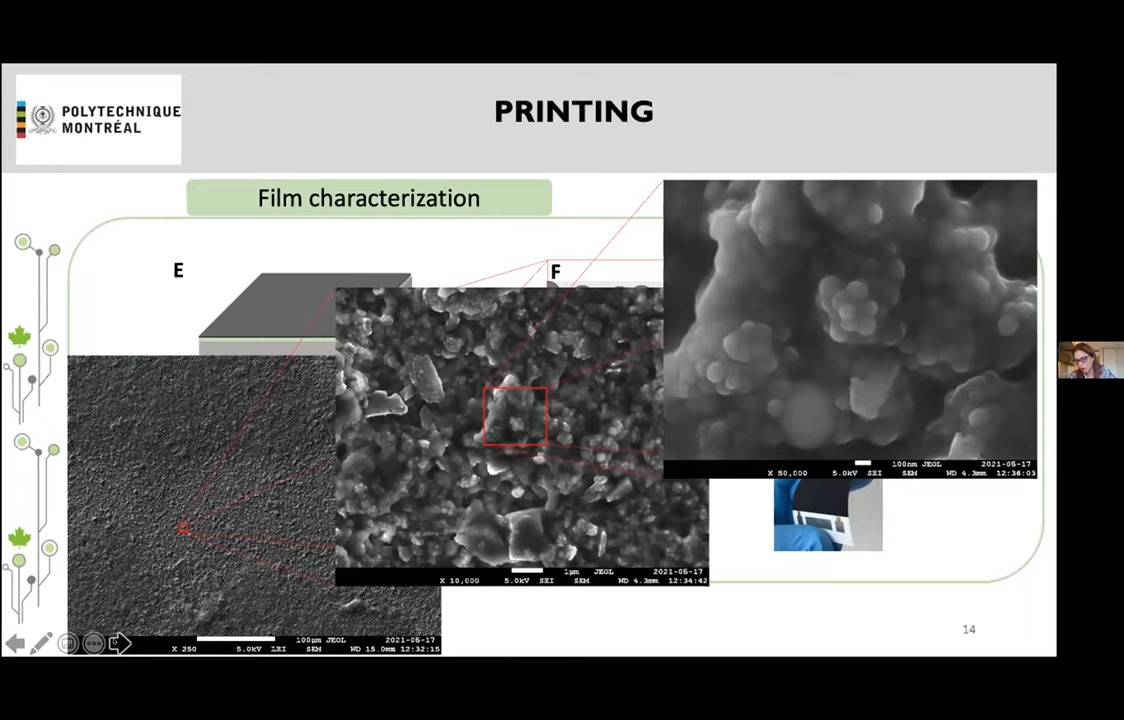 POLYTECHNIQUE
MONTRÉAL
PRINTING
Film characterization
E
F
100nm JEOL 2021-05-17
X 50,000 5.0kV SEI SEM WD 4.3mm 12:36:03
1µm JEOL 2021-05-17
X 10,000 5.0kV SEI SEM WD 4.3mm 12:34:42
100µm JEOL 2021-05-17
X 250 5.0kV LEI SEM WD 15.0mm 12:32:15
14